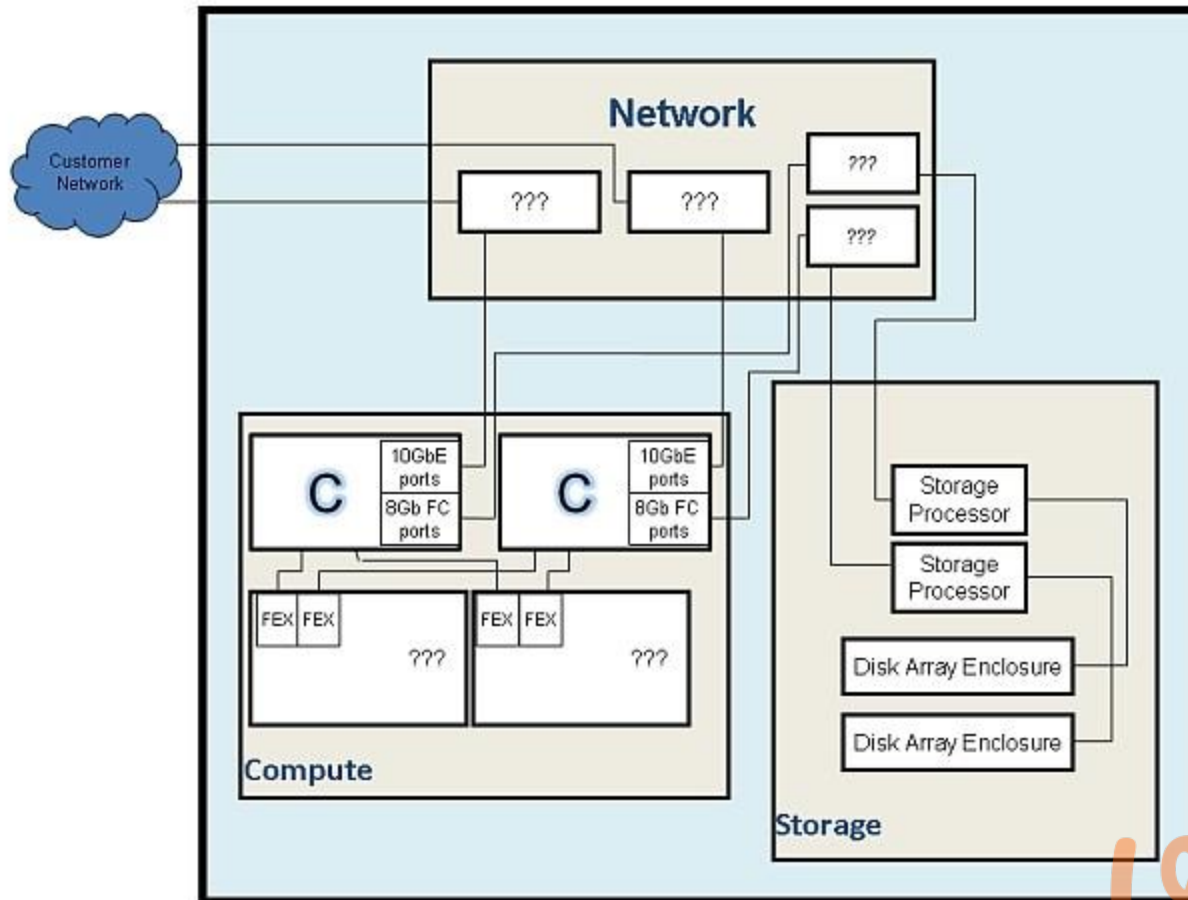 Network
Customer
Network
???
???
???
???
C
10GbE
ports
8Gb FC
ports
C
10GbE
ports
8Gb FC
ports
FEX
FEX
???
FEX
FEX
???
Compute
Storage
Processor
Storage
Processor
Disk Array Enclosure
Disk Array Enclosure
Storage